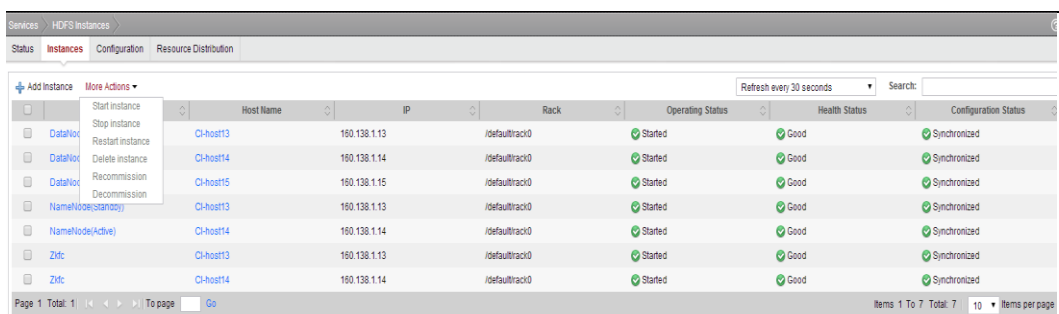 Services HDFS Instances
Status Instances Configuration Resource Distribution
Add Instance More Actions Refresh every 30 seconds Search:
Start instance
Stop instance
Restart instance
Delete instance
Recommission
Decommission
Host Name IP Rack Operating Status Health Status Configuration Status
DataNod CI-host13 160.138.1.13 /default/rack0 Started Good Synchronized
DataNod CI-host14 160.138.1.14 /default/rack0 Started Good Synchronized
DataNod CI-host15 160.138.1.15 /default/rack0 Started Good Synchronized
NameNode(Standby) CI-host13 160.138.1.13 /default/rack0 Started Good Synchronized
NameNode(Active) CI-host14 160.138.1.14 /default/rack0 Started Good Synchronized
Zkfc CI-host13 160.138.1.13 /default/rack0 Started Good Synchronized
Zkfc CI-host14 160.138.1.14 /default/rack0 Started Good Synchronized
Page 1 Total: 1 To page Go Items 1 To 7 Total: 7 10 Items per page